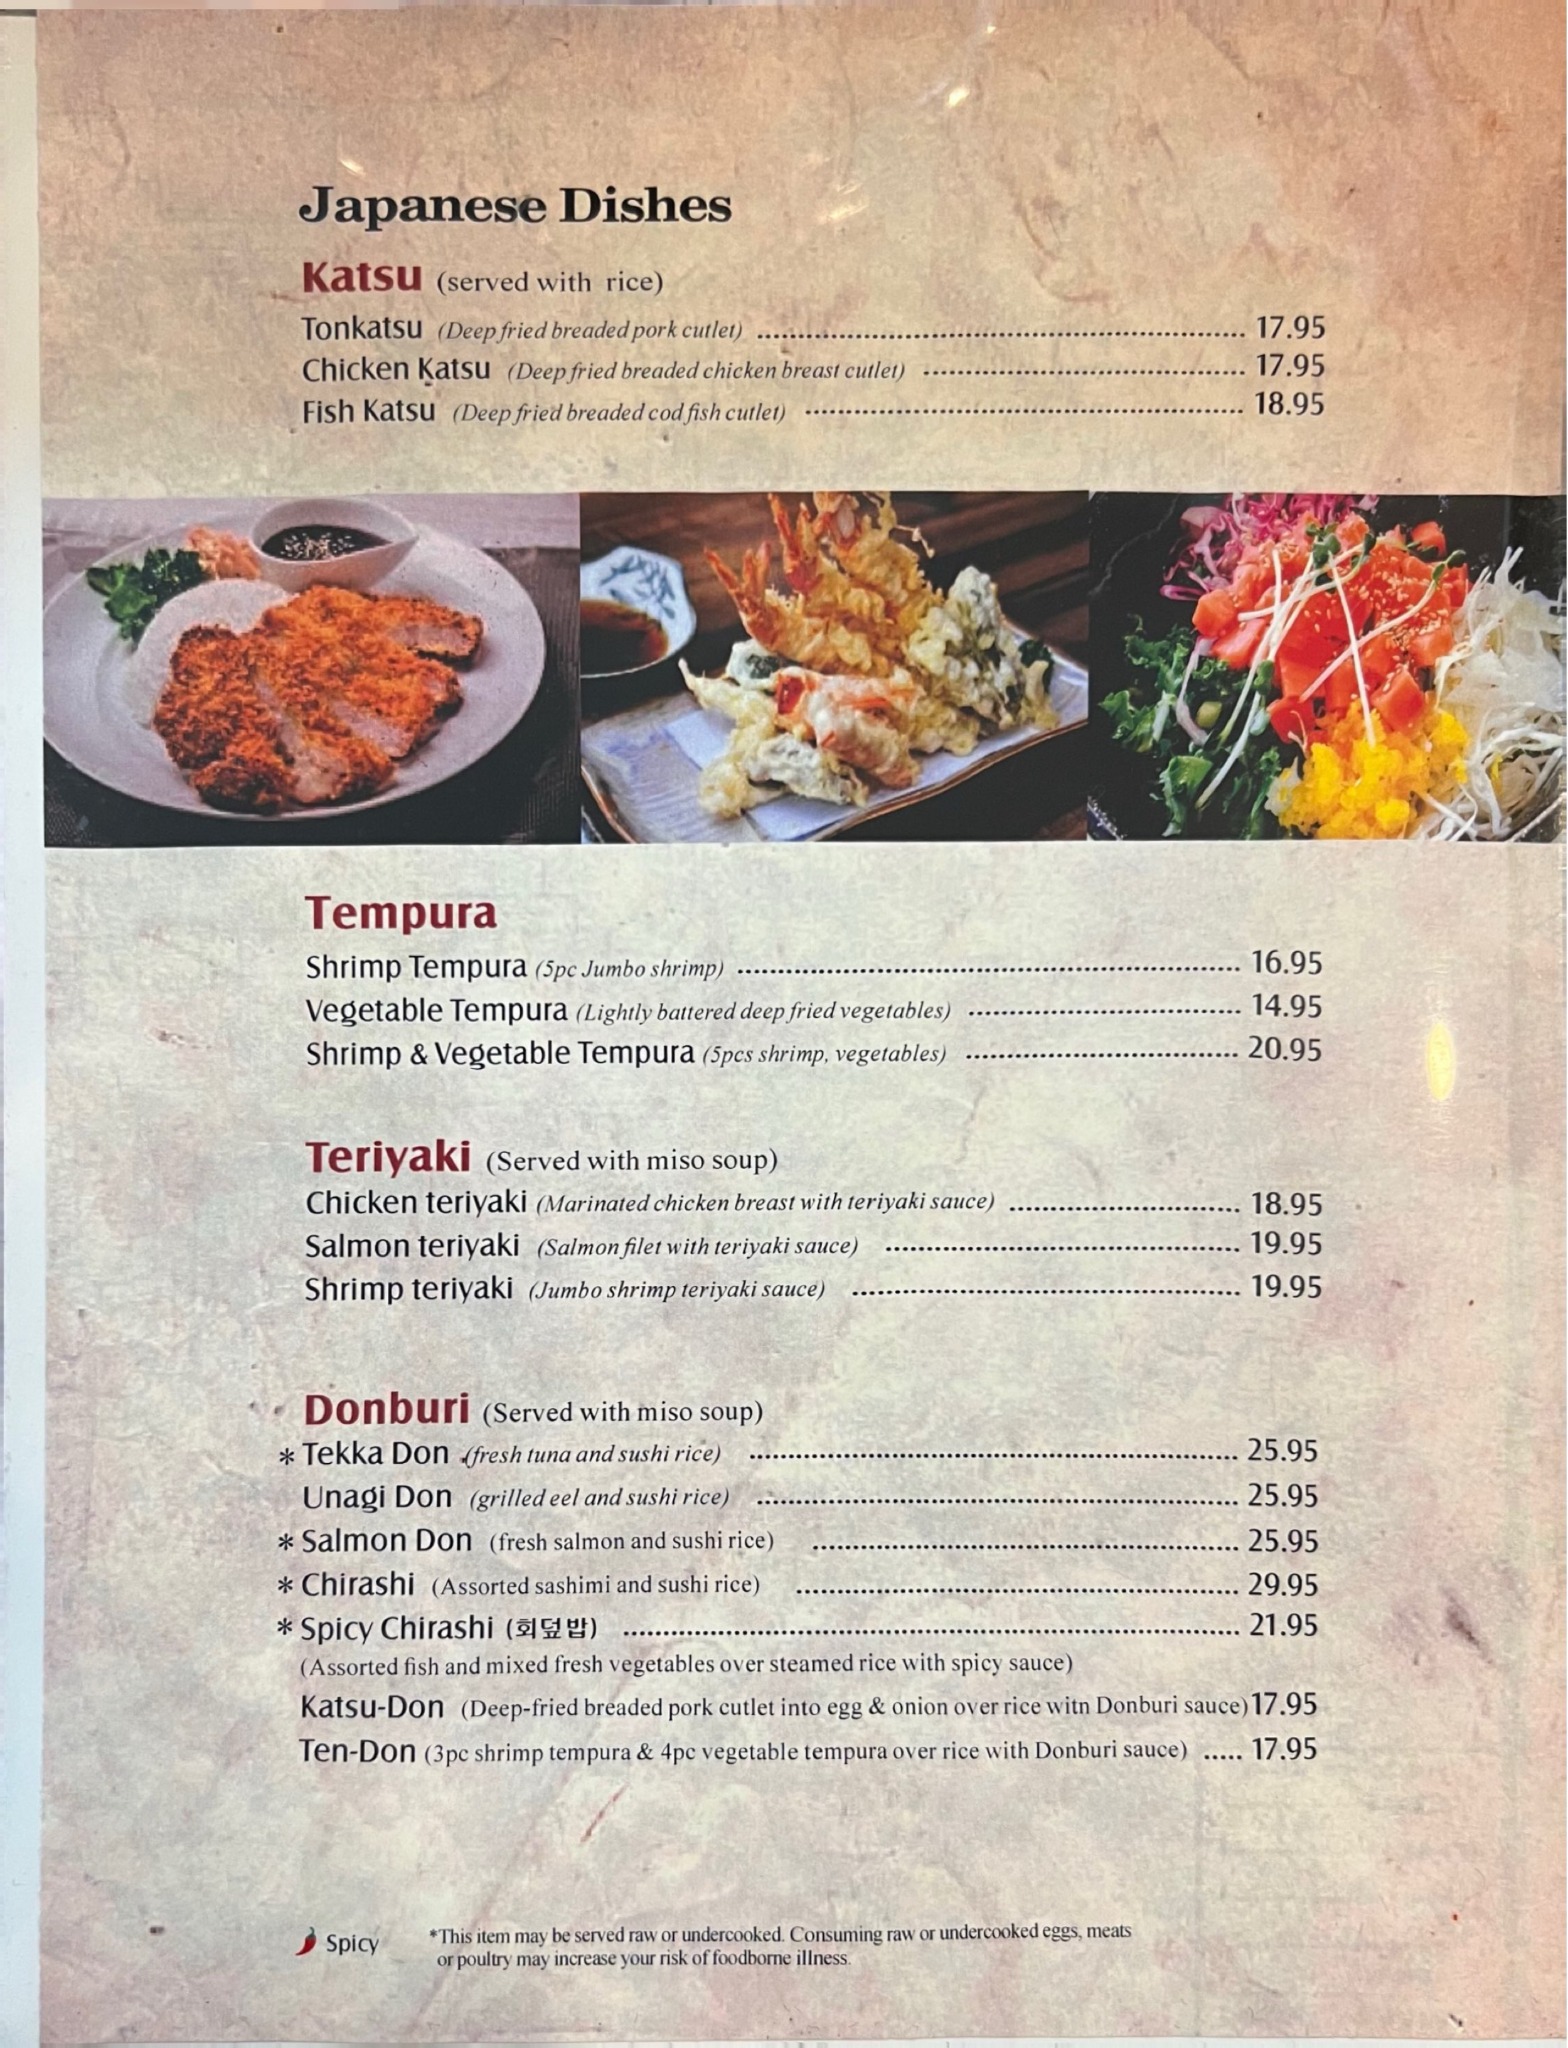 Japanese Dishes
Katsu (served with rice)
Tonkatsu (Deep fried breaded pork cutlet) 17.95
Chicken Katsu (Deep fried breaded chicken breast cutlet) 17.95
Fish Katsu (Deep fried breaded cod fish cutlet) 18.95
Tempura
Shrimp Tempura (5pc Jumbo shrimp) 16.95
Vegetable Tempura (Lightly battered deep fried vegetables) 14.95
Shrimp & Vegetable Tempura (5pcs shrimp, vegetables) 20.95
Teriyaki (Served with miso soup)
Chicken teriyaki (Marinated chicken breast with teriyaki sauce) 18.95
Salmon teriyaki (Salmon filet with teriyaki sauce) 19.95
Shrimp teriyaki (Jumbo shrimp teriyaki sauce) 19.95
Donburi (Served with miso soup)
* Tekka Don (fresh tuna and sushi rice) 25.95
Unagi Don (grilled eel and sushi rice) 25.95
* Salmon Don (fresh salmon and sushi rice) 25.95
* Chirashi (Assorted sashimi and sushi rice) 29.95
* Spicy Chirashi (회덮밥) 21.95
(Assorted fish and mixed fresh vegetables over steamed rice with spicy sauce)
Katsu-Don (Deep-fried breaded pork cutlet into egg & onion over rice witn Donburi sauce) 17.95
Ten-Don (3pc shrimp tempura & 4pc vegetable tempura over rice with Donburi sauce) ..... 17.95
Spicy
*This item may be served raw or undercooked. Consuming raw or undercooked eggs, meats
or poultry may increase your risk of foodborne illness.